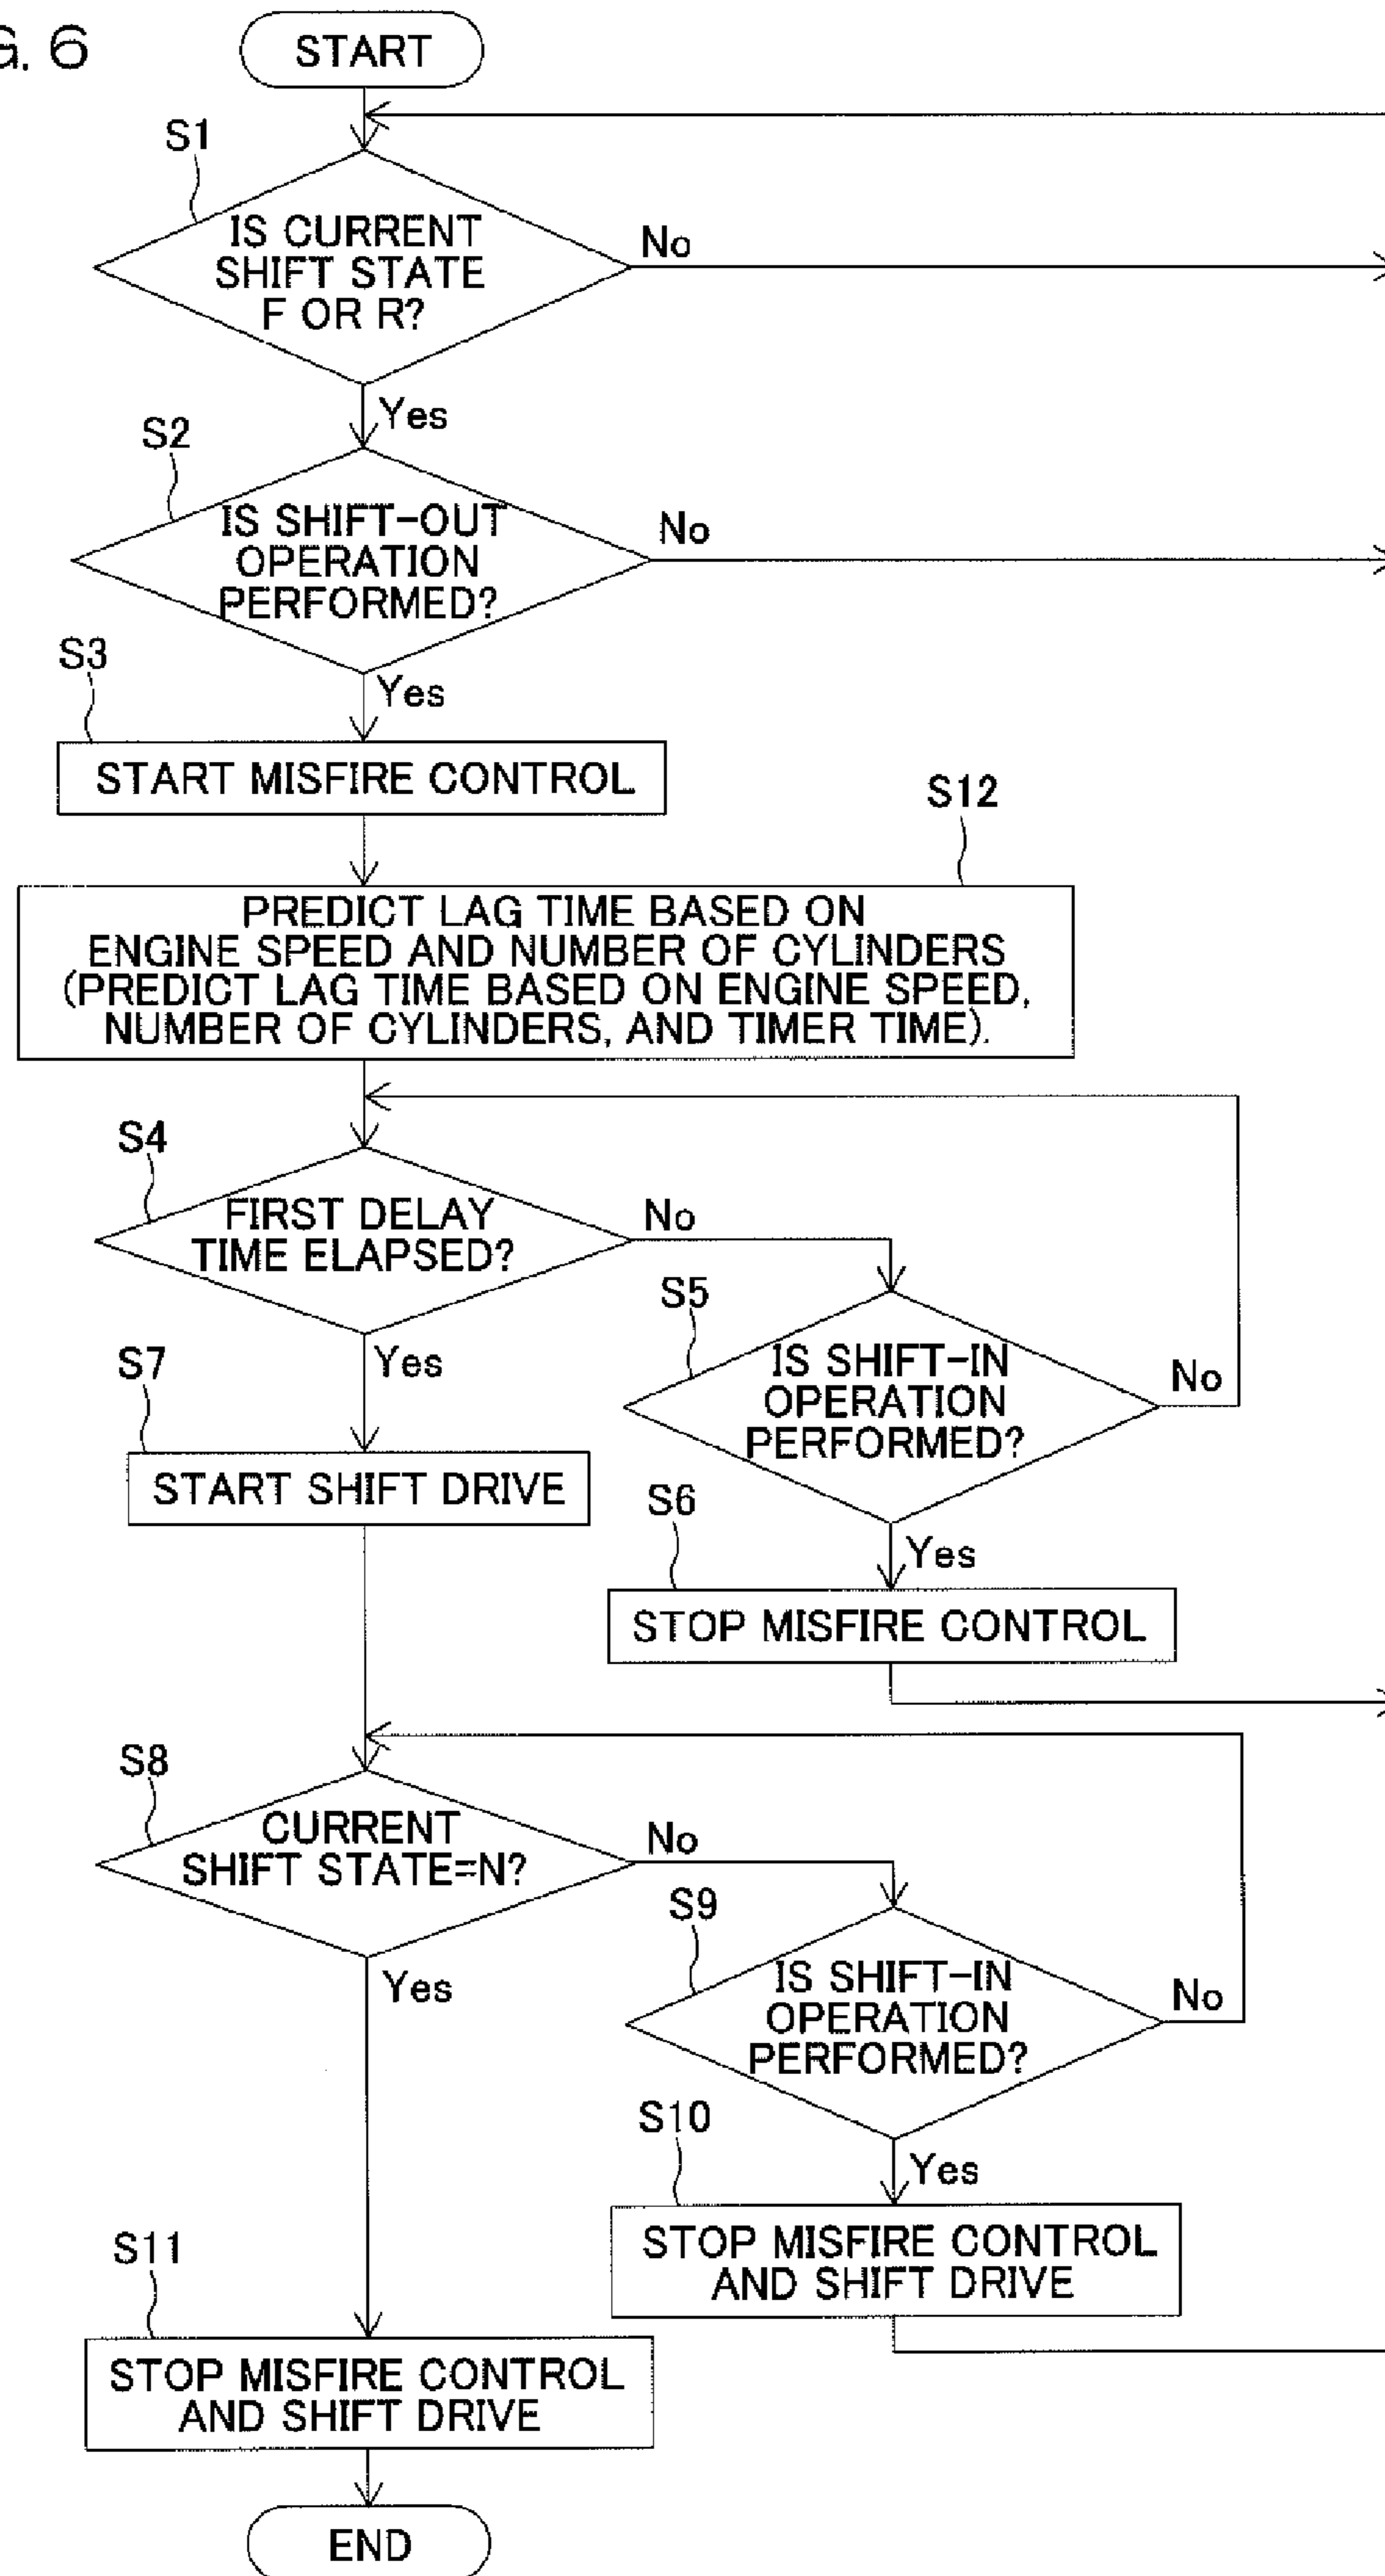 G. 6
START
S1
IS CURRENT
SHIFT STATE
F OR R?
No
Yes
S2
IS SHIFT-OUT
OPERATION
PERFORMED?
No
Yes
S3
START MISFIRE CONTROL
S12
PREDICT LAG TIME BASED ON
ENGINE SPEED AND NUMBER OF CYLINDERS
(PREDICT LAG TIME BASED ON ENGINE SPEED,
NUMBER OF CYLINDERS, AND TIMER TIME).
S4
FIRST DELAY
TIME ELAPSED?
No
Yes
S5
IS SHIFT-IN
OPERATION
PERFORMED?
No
Yes
S7
START SHIFT DRIVE
S6
STOP MISFIRE CONTROL
S8
CURRENT
SHIFT STATE=N?
No
Yes
S9
IS SHIFT-IN
OPERATION
PERFORMED?
No
Yes
S10
STOP MISFIRE CONTROL
AND SHIFT DRIVE
S11
STOP MISFIRE CONTROL
AND SHIFT DRIVE
END